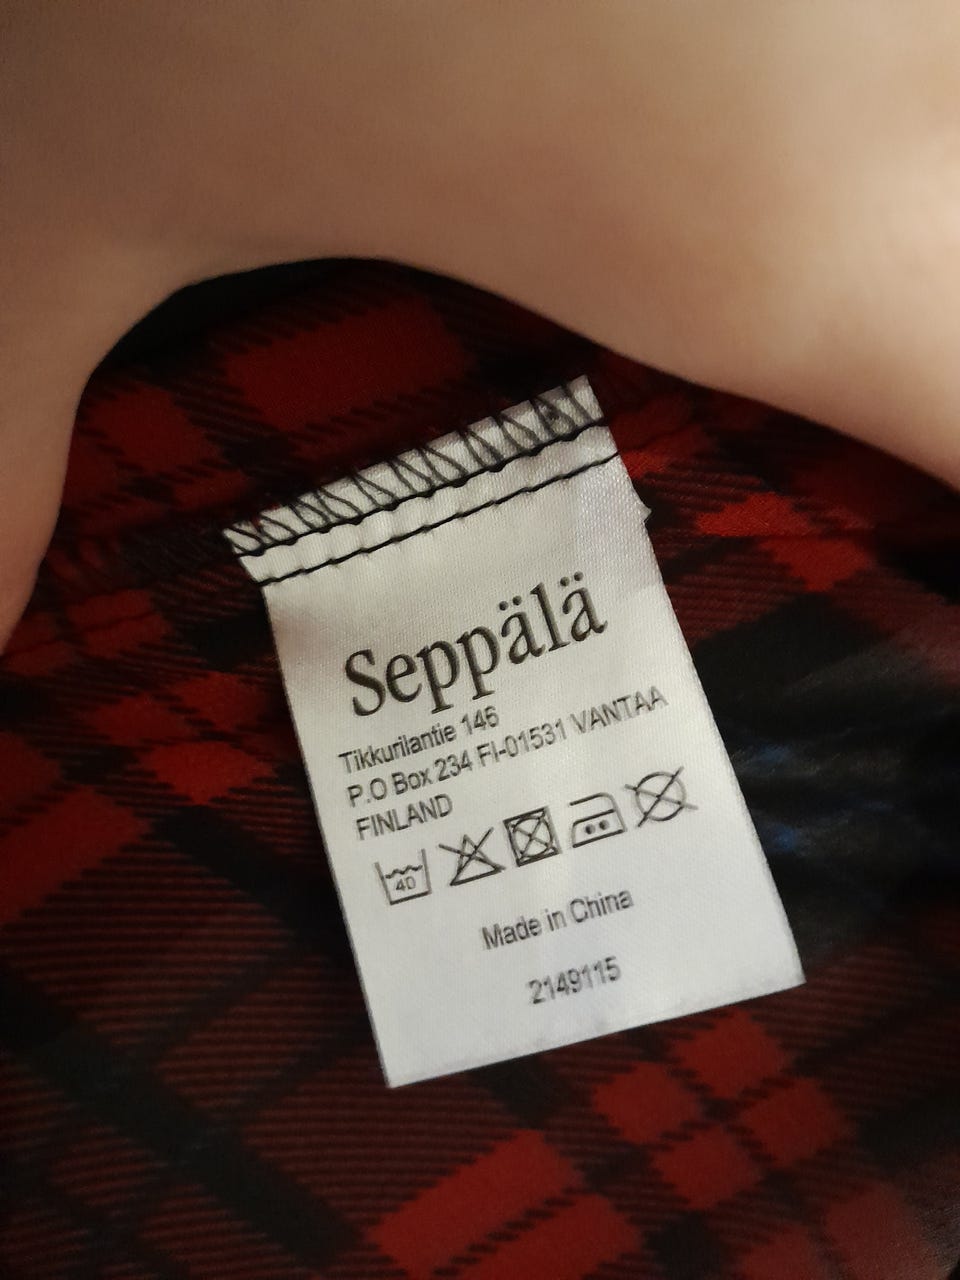 Seppälä
Tikkurilantie 146
P.O Box 234 FI-01531 VANTAA
FINLAND
40
Made in China
2149115